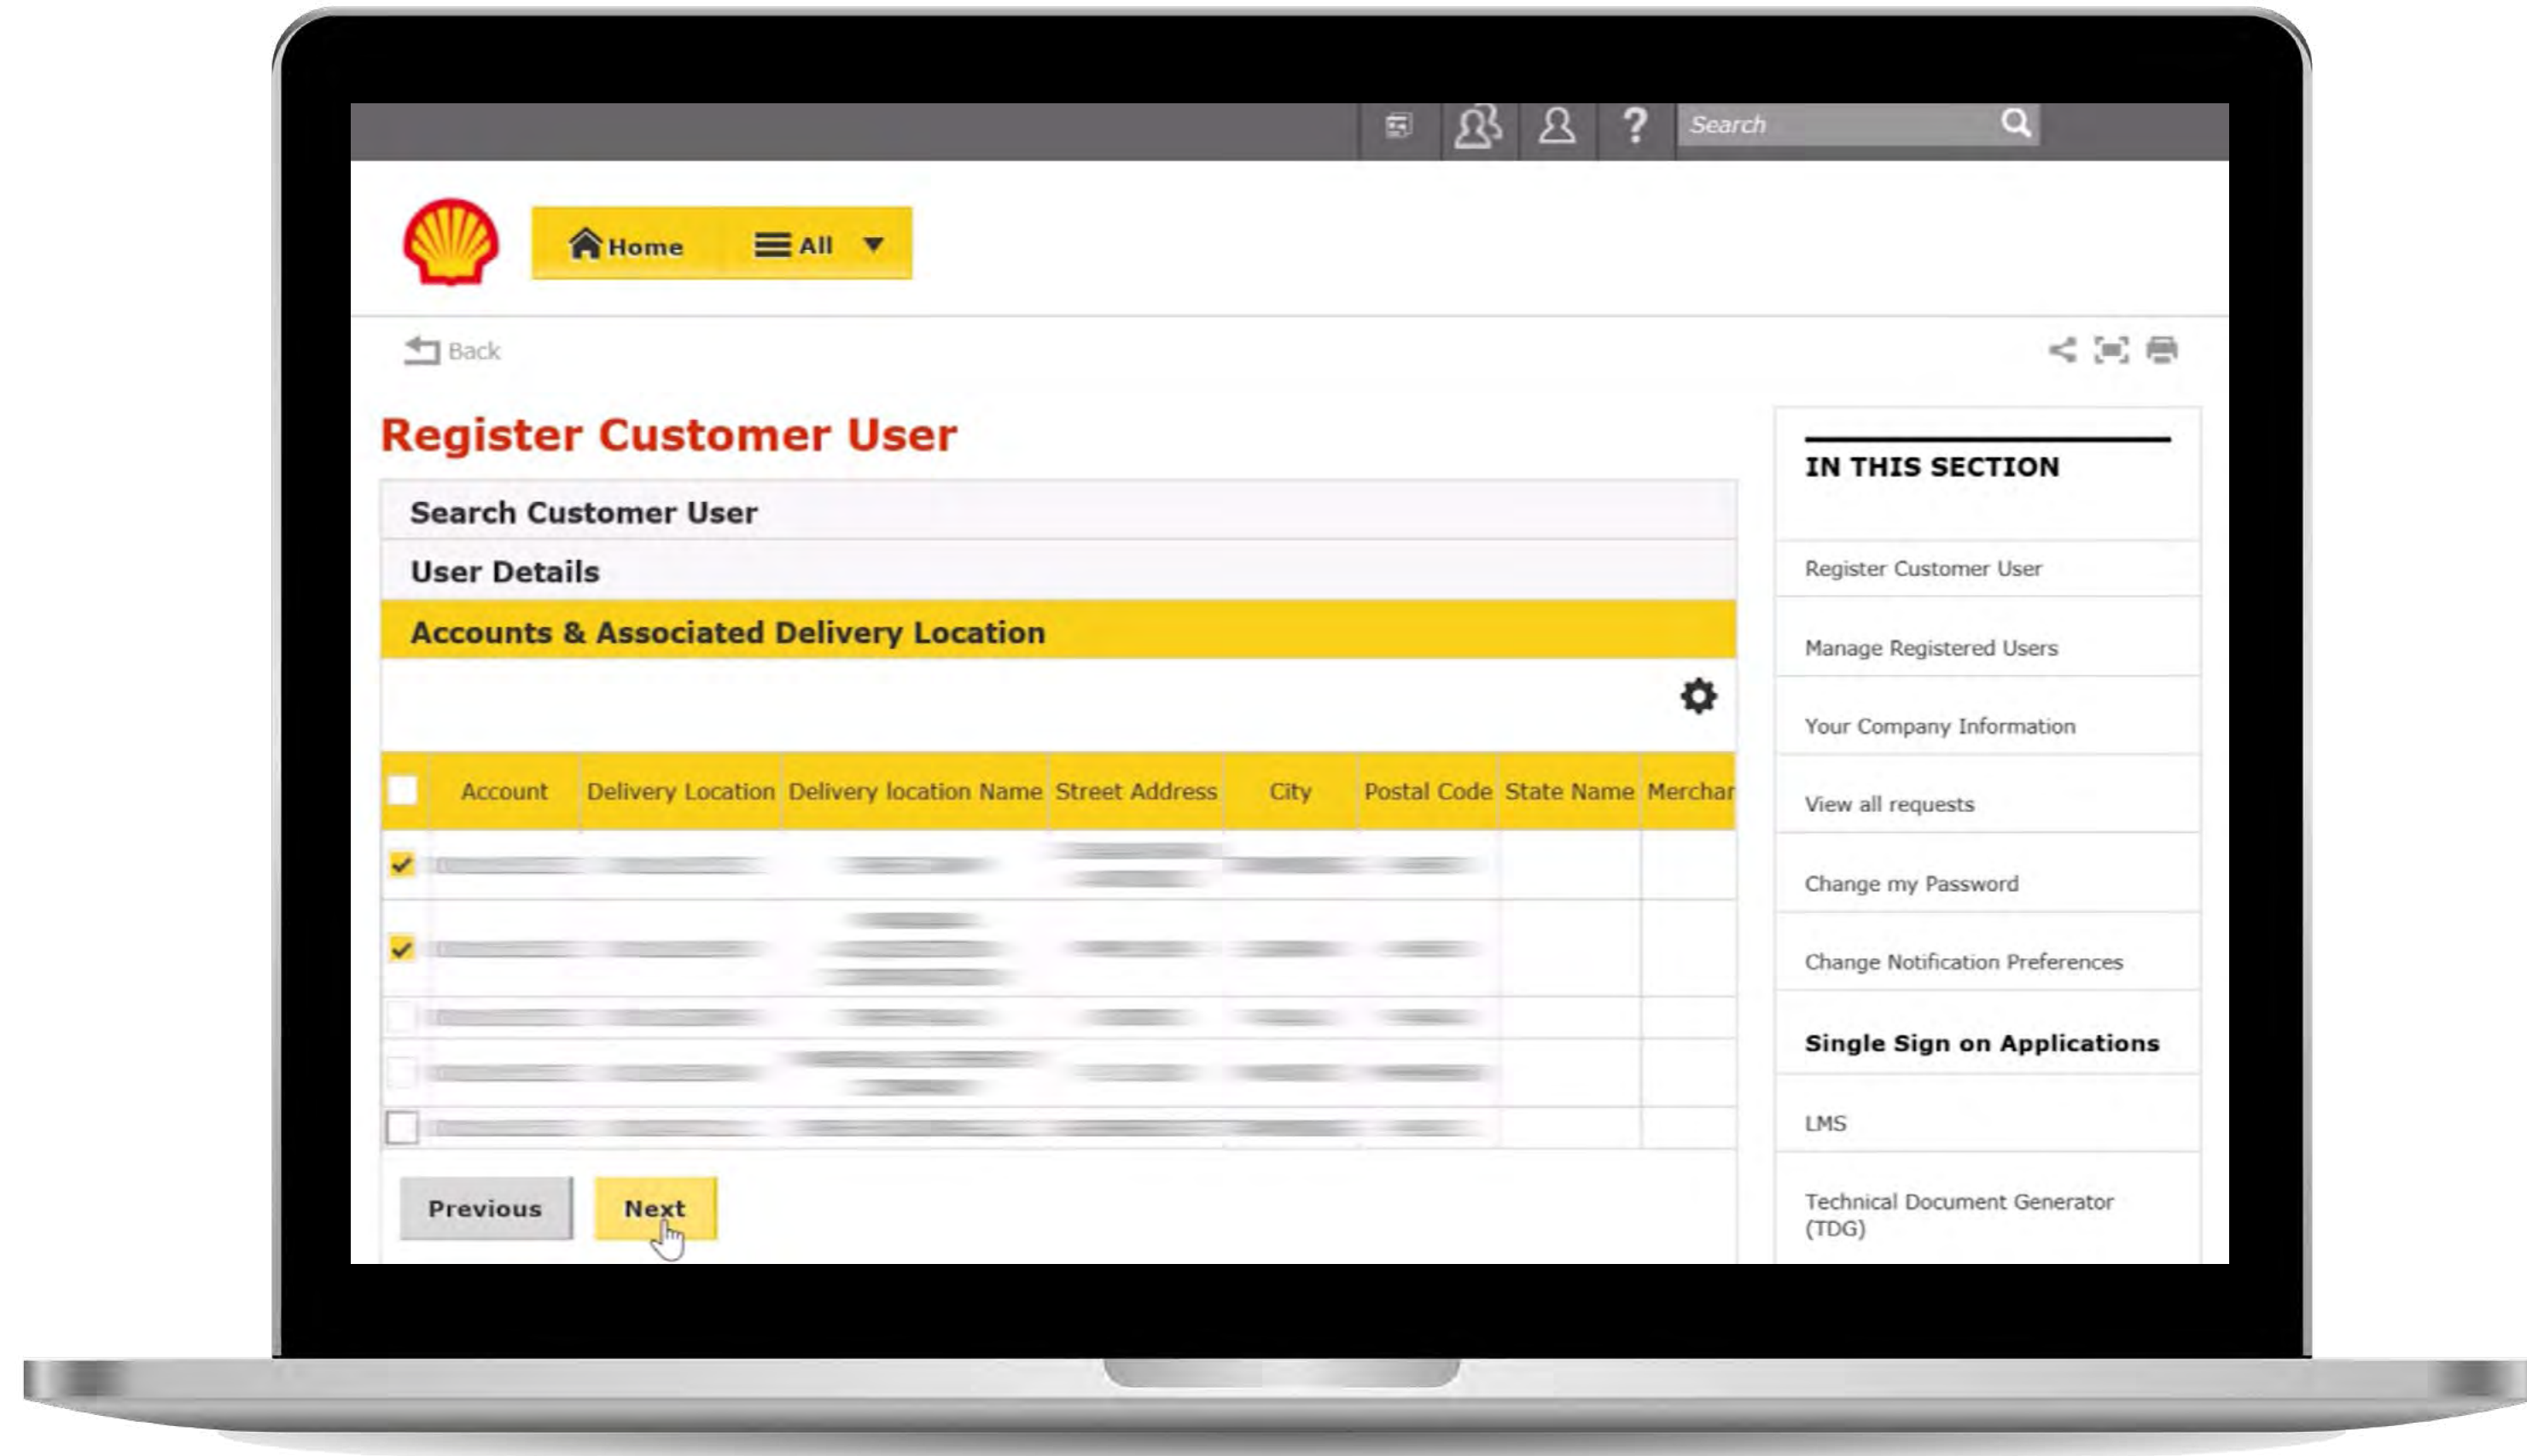 Search
Home
All
Back
Register Customer User
Search Customer User
User Details
Accounts & Associated Delivery Location
Account Delivery Location Delivery location Name Street Address City Postal Code State Name Merchar
Previous
Next
IN THIS SECTION
Register Customer User
Manage Registered Users
Your Company Information
View all requests
Change my Password
Change Notification Preferences
Single Sign on Applications
LMS
Technical Document Generator
(TDG)